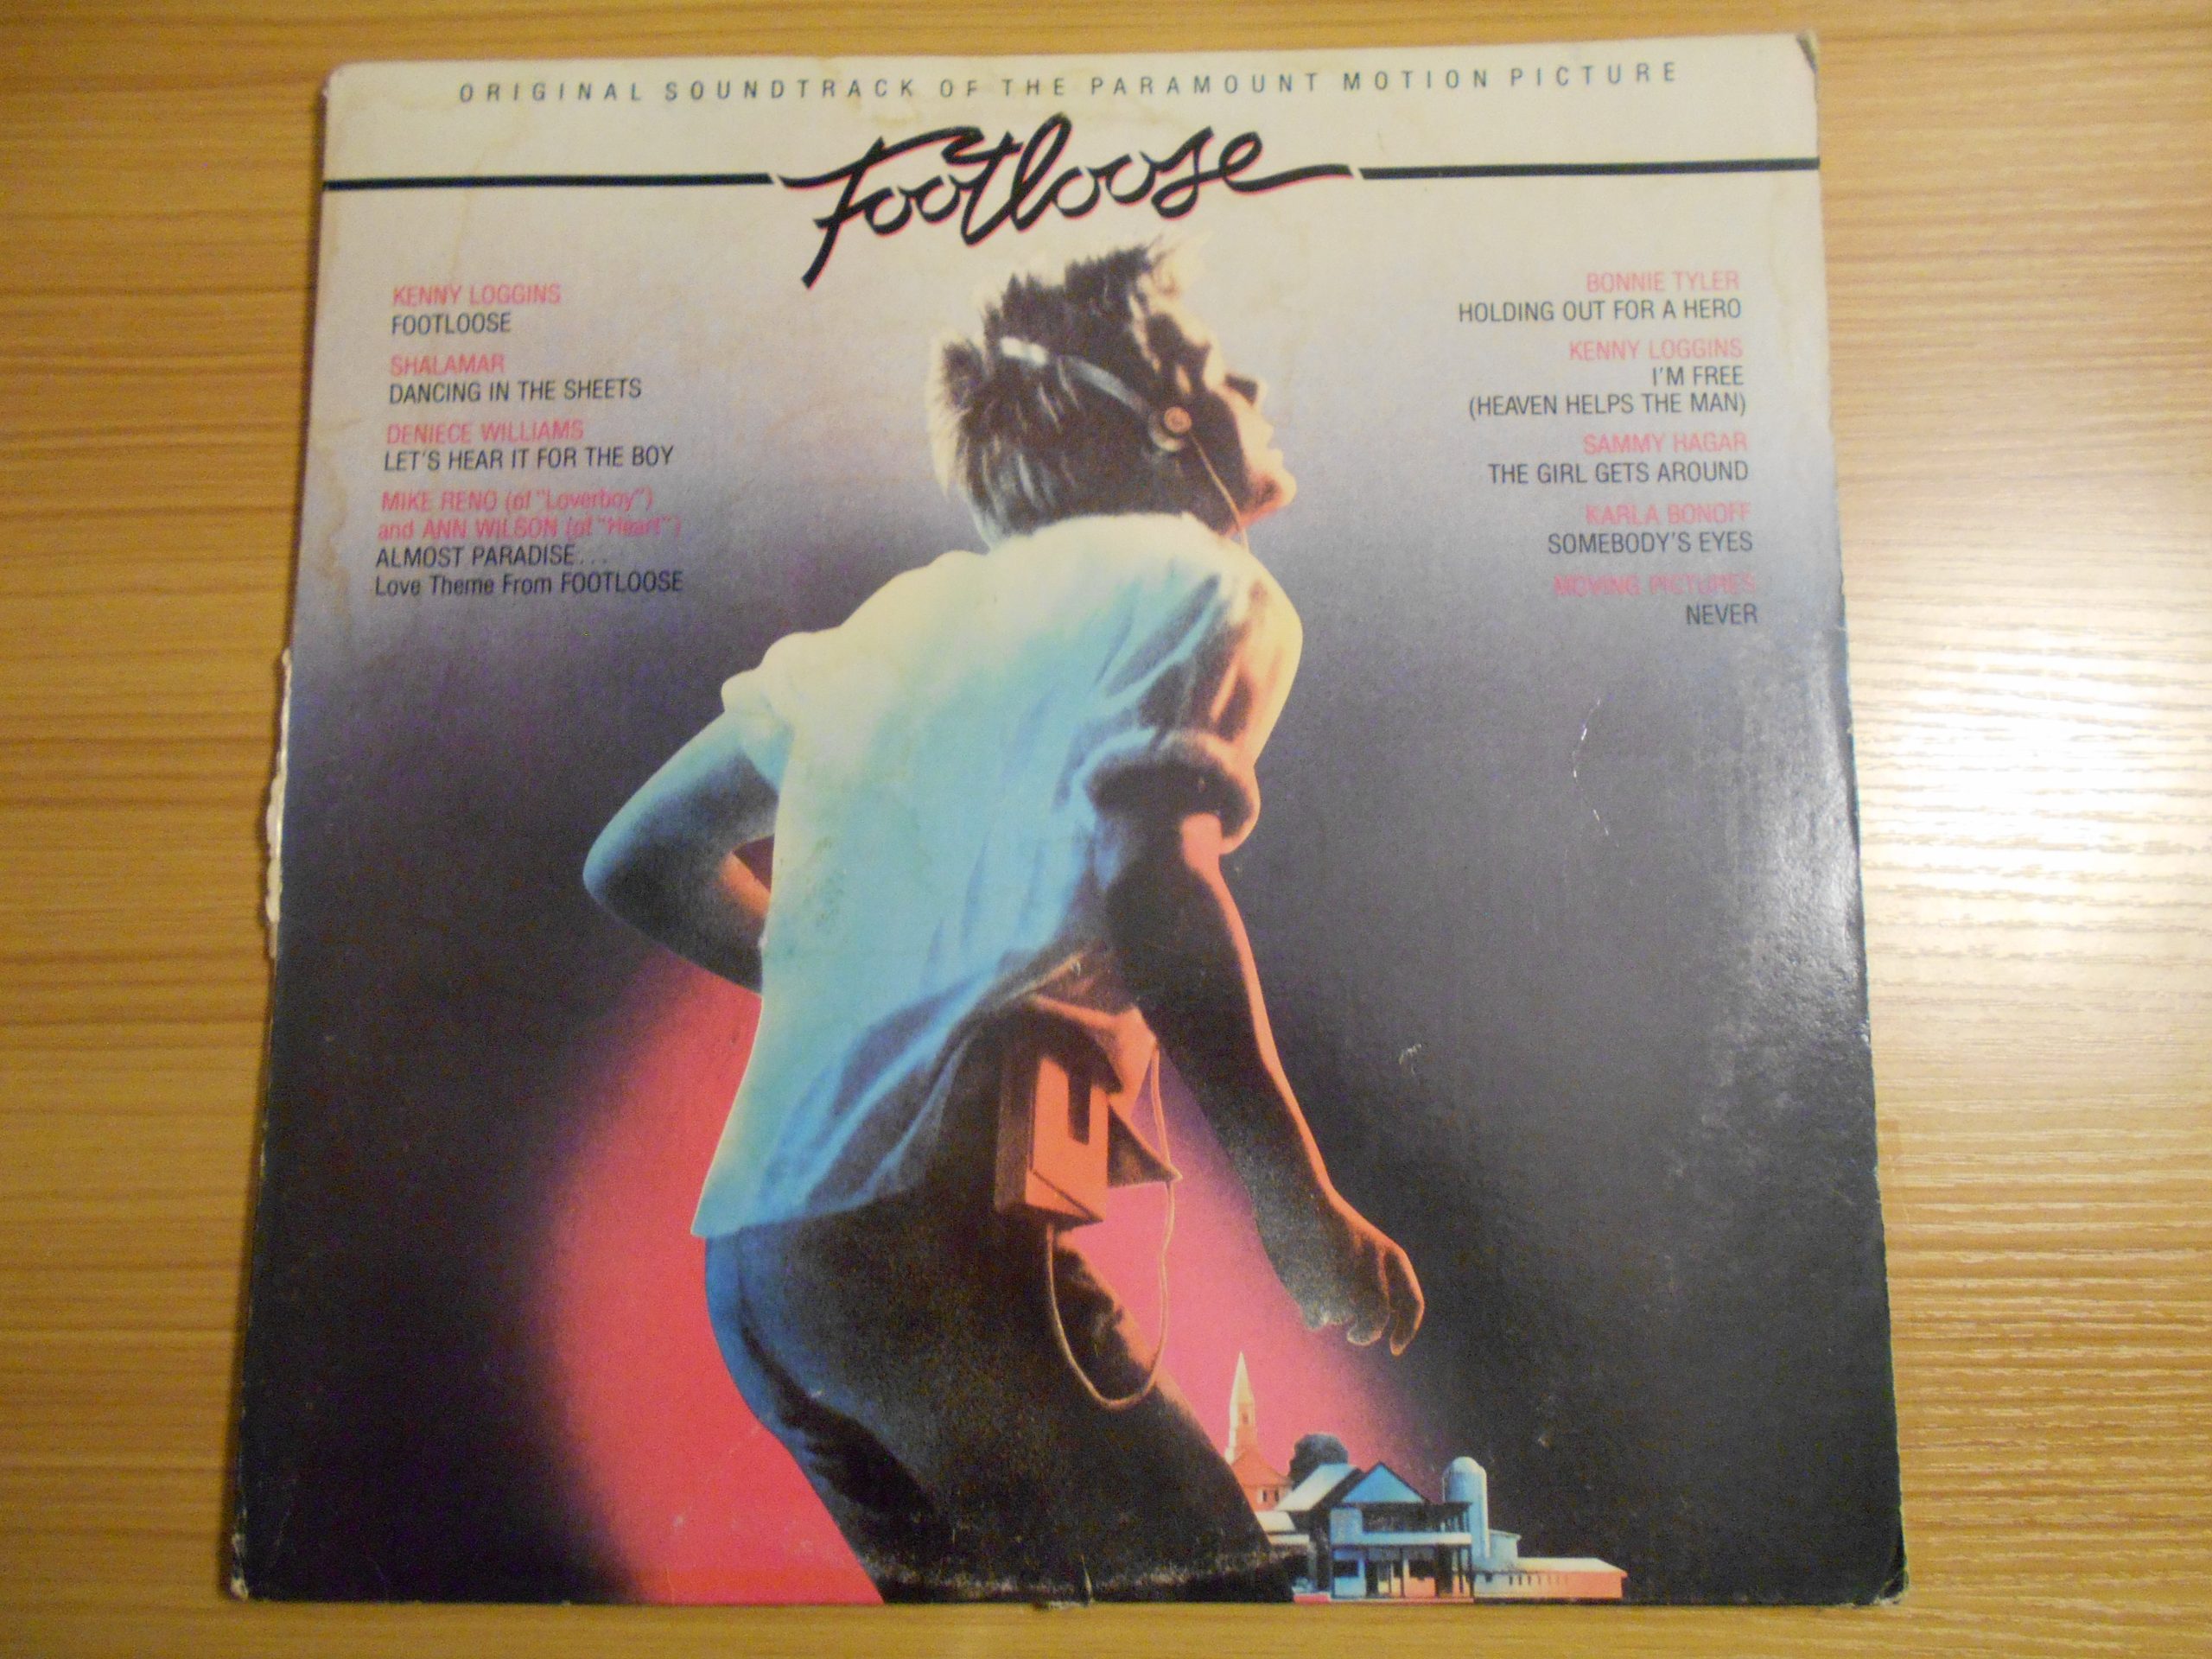 ORIGINAL SOUNDTRACK OF THE PARAMOUNT MOTION PICTURE
Footloose
KENNY LOGGINS
FOOTLOOSE
SHALAMAR
DANCING IN THE SHEETS
DENIECE WILLIAMS
LET'S HEAR IT FOR THE BOY
MIKE RENO (of "Loverboy")
and ANN WILSON (of "Heart")
ALMOST PARADISE...
Love Theme From FOOTLOOSE
BONNIE TYLER
HOLDING OUT FOR A HERO
KENNY LOGGINS
I'M FREE
(HEAVEN HELPS THE MAN)
SAMMY HAGAR
THE GIRL GETS AROUND
KARLA BONOFF
SOMEBODY'S EYES
MOVING PICTURES
NEVER